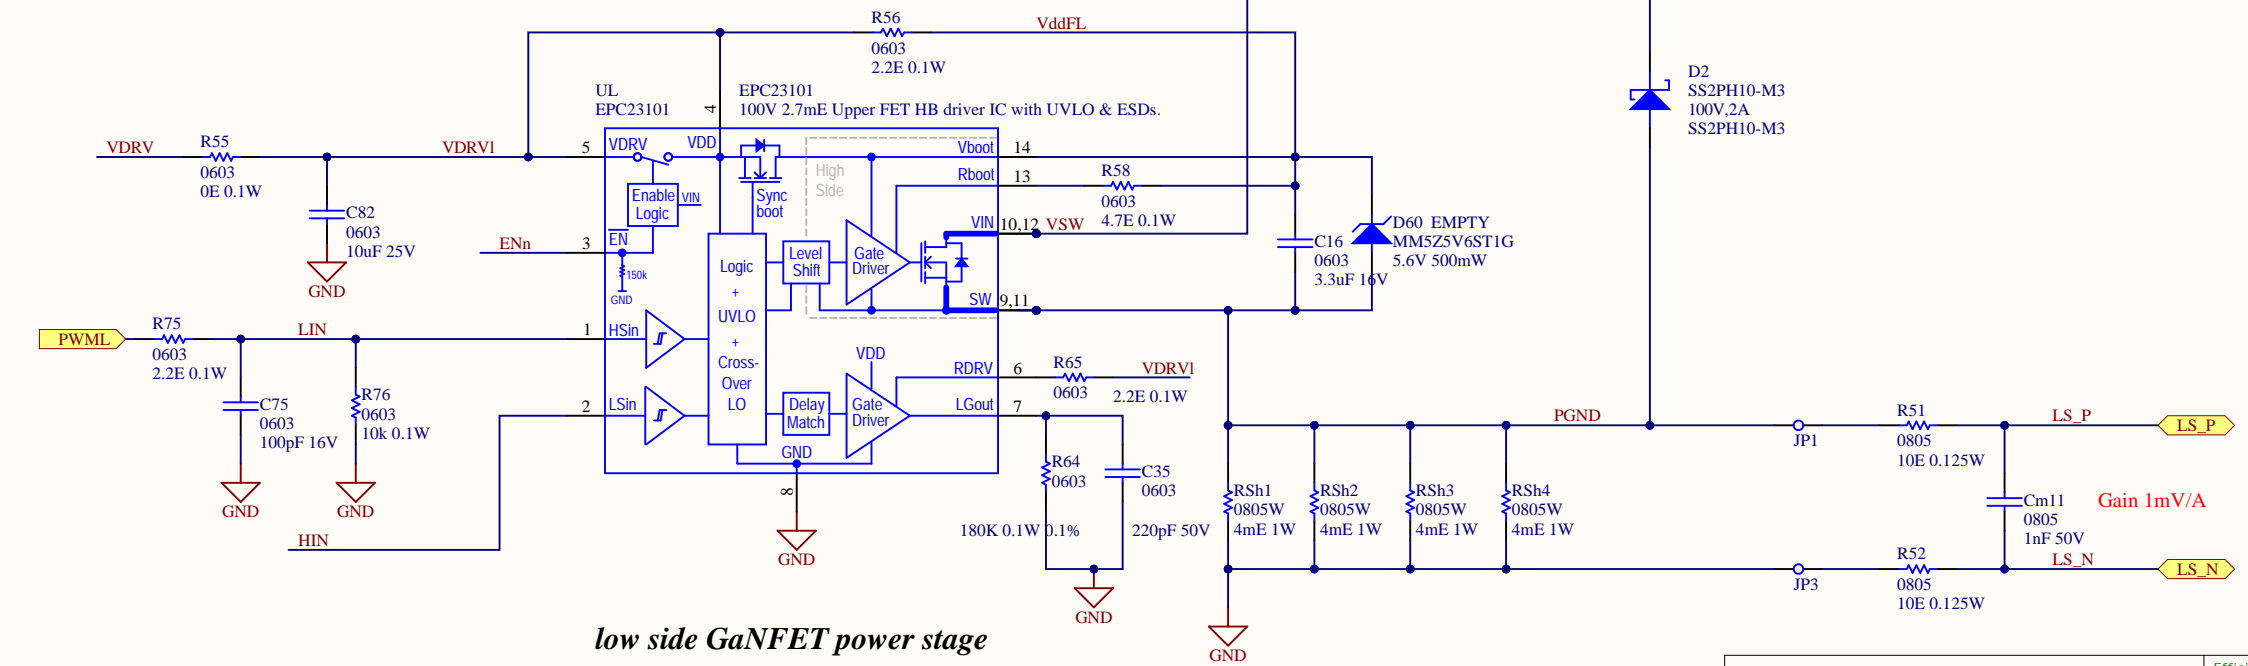 R56
0603
2.2E 0.1W
VddFL
D2
SS2PH10-M3
100V,2A
SS2PH10-M3
UL
EPC23101
EPC23101
100V 2.7mE Upper FET HB driver IC with UVLO & ESDs.
4
VDRV
R55
0603
0E 0.1W
VDRVl
5
VDRV
VDD
Vboot
14
High
Side
Rboot
13
R58
0603
4.7E 0.1W
Enable
Logic
VIN
Sync
boot
VIN
10,12
VSW
C82
0603
10uF 25V
GND
ENn
3
EN
150k
GND
Logic
+
UVLO
+
Cross-
Over
LO
Level
Shift
Gate
Driver
SW
9,11
C16
0603
3.3uF 16V
D60 EMPTY
MM5Z5V6ST1G
5.6V 500mW
PWML
R75
0603
2.2E 0.1W
LIN
1
HSin
VDD
RDRV
6
R65
0603
VDRVl
2.2E 0.1W
C75
0603
100pF 16V
GND
R76
0603
10k 0.1W
GND
2
LSin
Delay
Match
Gate
Driver
LGout
7
GND
8
GND
HIN
R64
0603
180K 0.1W 0.1%
C35
0603
220pF 50V
GND
PGND
RSh1
0805W
4mE 1W
RSh2
0805W
4mE 1W
RSh3
0805W
4mE 1W
RSh4
0805W
4mE 1W
GND
JP1
R51
0805
10E 0.125W
LS_P
LS_P
Cm11
0805
1nF 50V
Gain 1mV/A
JP3
R52
0805
10E 0.125W
LS_N
LS_N
low side GaNFET power stage